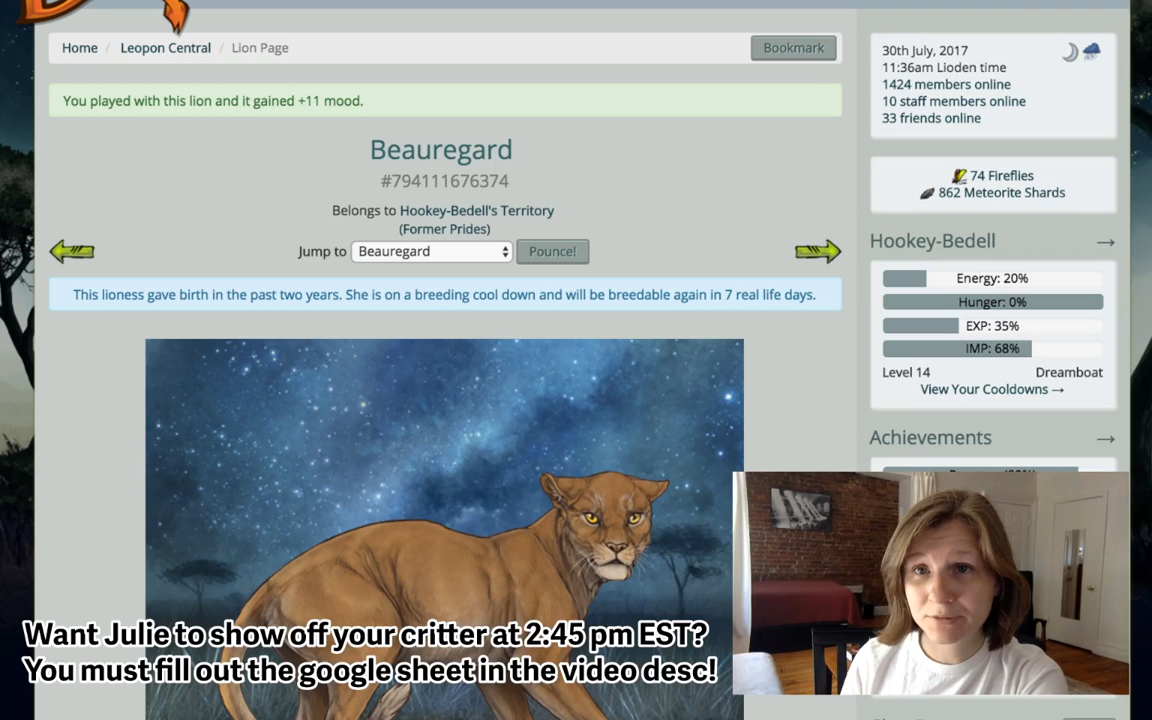 Home / Leopon Central / Lion Page
Bookmark
You played with this lion and it gained +11 mood.
Beauregard
#794111676374
Belongs to Hookey-Bedell's Territory
(Former Prides)
Jump to Beauregard Pounce!
This lioness gave birth in the past two years. She is on a breeding cool down and will be breedable again in 7 real life days.
30th July, 2017
11:36am Lioden time
1424 members online
10 staff members online
33 friends online
74 Fireflies
862 Meteorite Shards
Hookey-Bedell →
Energy: 20%
Hunger: 0%
EXP: 35%
IMP: 68%
Level 14 Dreamboat
View Your Cooldowns →
Achievements →
Want Julie to show off your critter at 2:45 pm EST?
You must fill out the google sheet in the video desc!